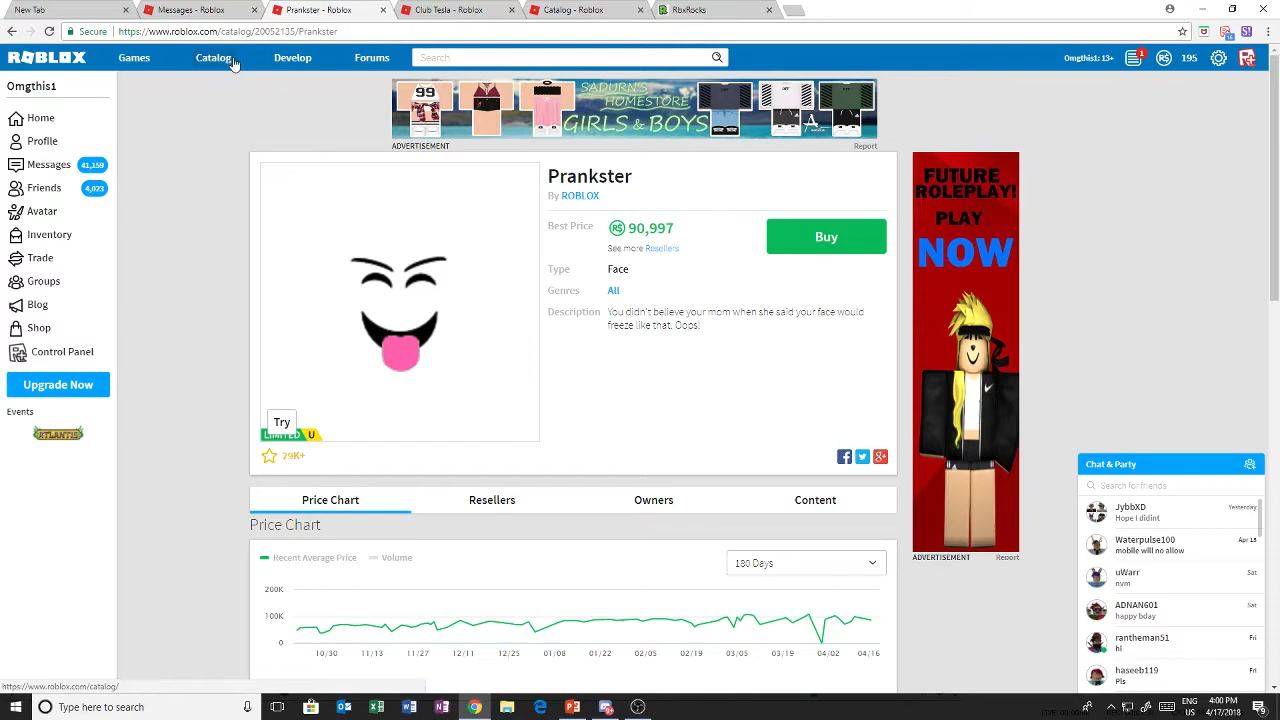 New Tab
Messages - Roblox
Prankster - Roblox
Club Tesla - Roblox
Catalog - Roblox
RbxRocks
Secure
https://www.roblox.com/catalog/20052135/Prankster
ROBLOX
Games
Catalog
Develop
Forums
Search
Omgthis1: 13+
1
195
Omgthis1
SADURN'S
HOMESTORE
GIRLS & BOYS
99
ADVERTISEMENT
Report
Home
Profile
Messages 41,159
Friends 4,023
Avatar
Inventory
Trade
Groups
Blog
Shop
Control Panel
Upgrade Now
Events
ATLANTIS
Prankster
By ROBLOX
Best Price R$ 90,997
See more Resellers
Buy
Type Face
Genres All
Description You didn't believe your mom when she said your face would
freeze like that. Oops!
Try
LIMITED U
29K+
FUTURE
ROLEPLAY!
PLAY
NOW
ADVERTISEMENT
Report
Price Chart
Resellers
Owners
Content
Price Chart
Recent Average Price
Volume
180 Days
200K
100K
0
10/30 11/13 11/27 12/11 12/25 01/08 01/22 02/05 02/19 03/05 03/19 04/02 04/16
Chat & Party
Search for friends
JybbXD
Yesterday
Hope I didint
Waterpulse100
Apr 15
mobile will no allow
uWarr
Sat
nvm
ADNAN601
Sat
happy bday
rantheman51
Fri
hi
haseeb119
Fri
Pls
https://www.roblox.com/catalog/
Type here to search
ENG
US
4:00 PM
4/17/2018